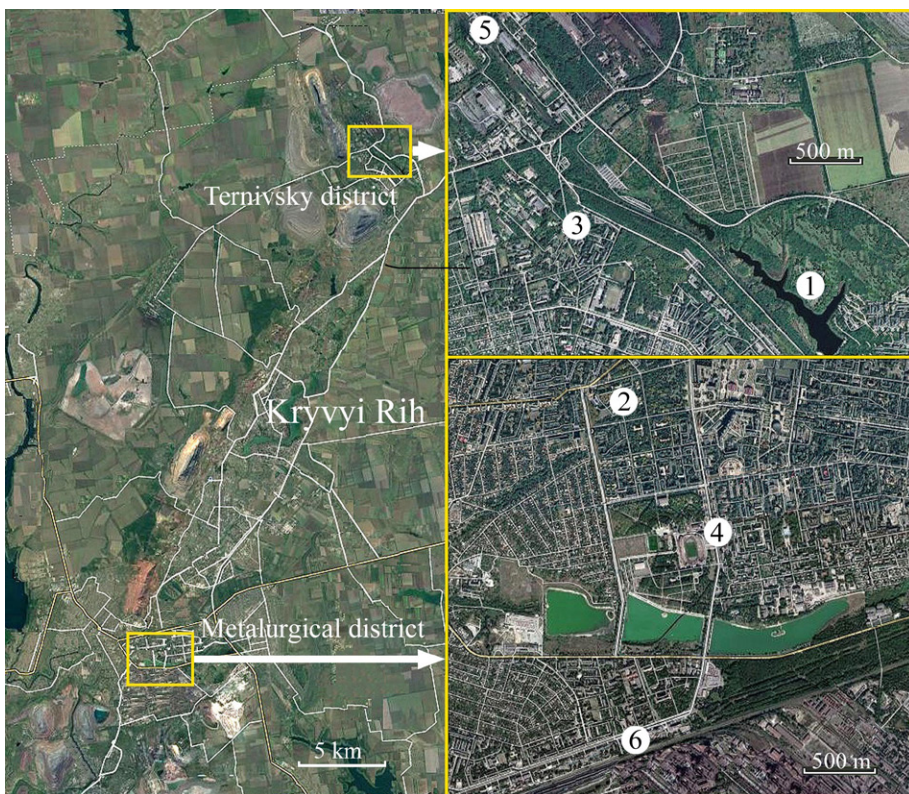 Ternivsky district
Kryvyi Rih
Metalurgical district
5 km
5
500 m
3
1
2
4
6
500 m